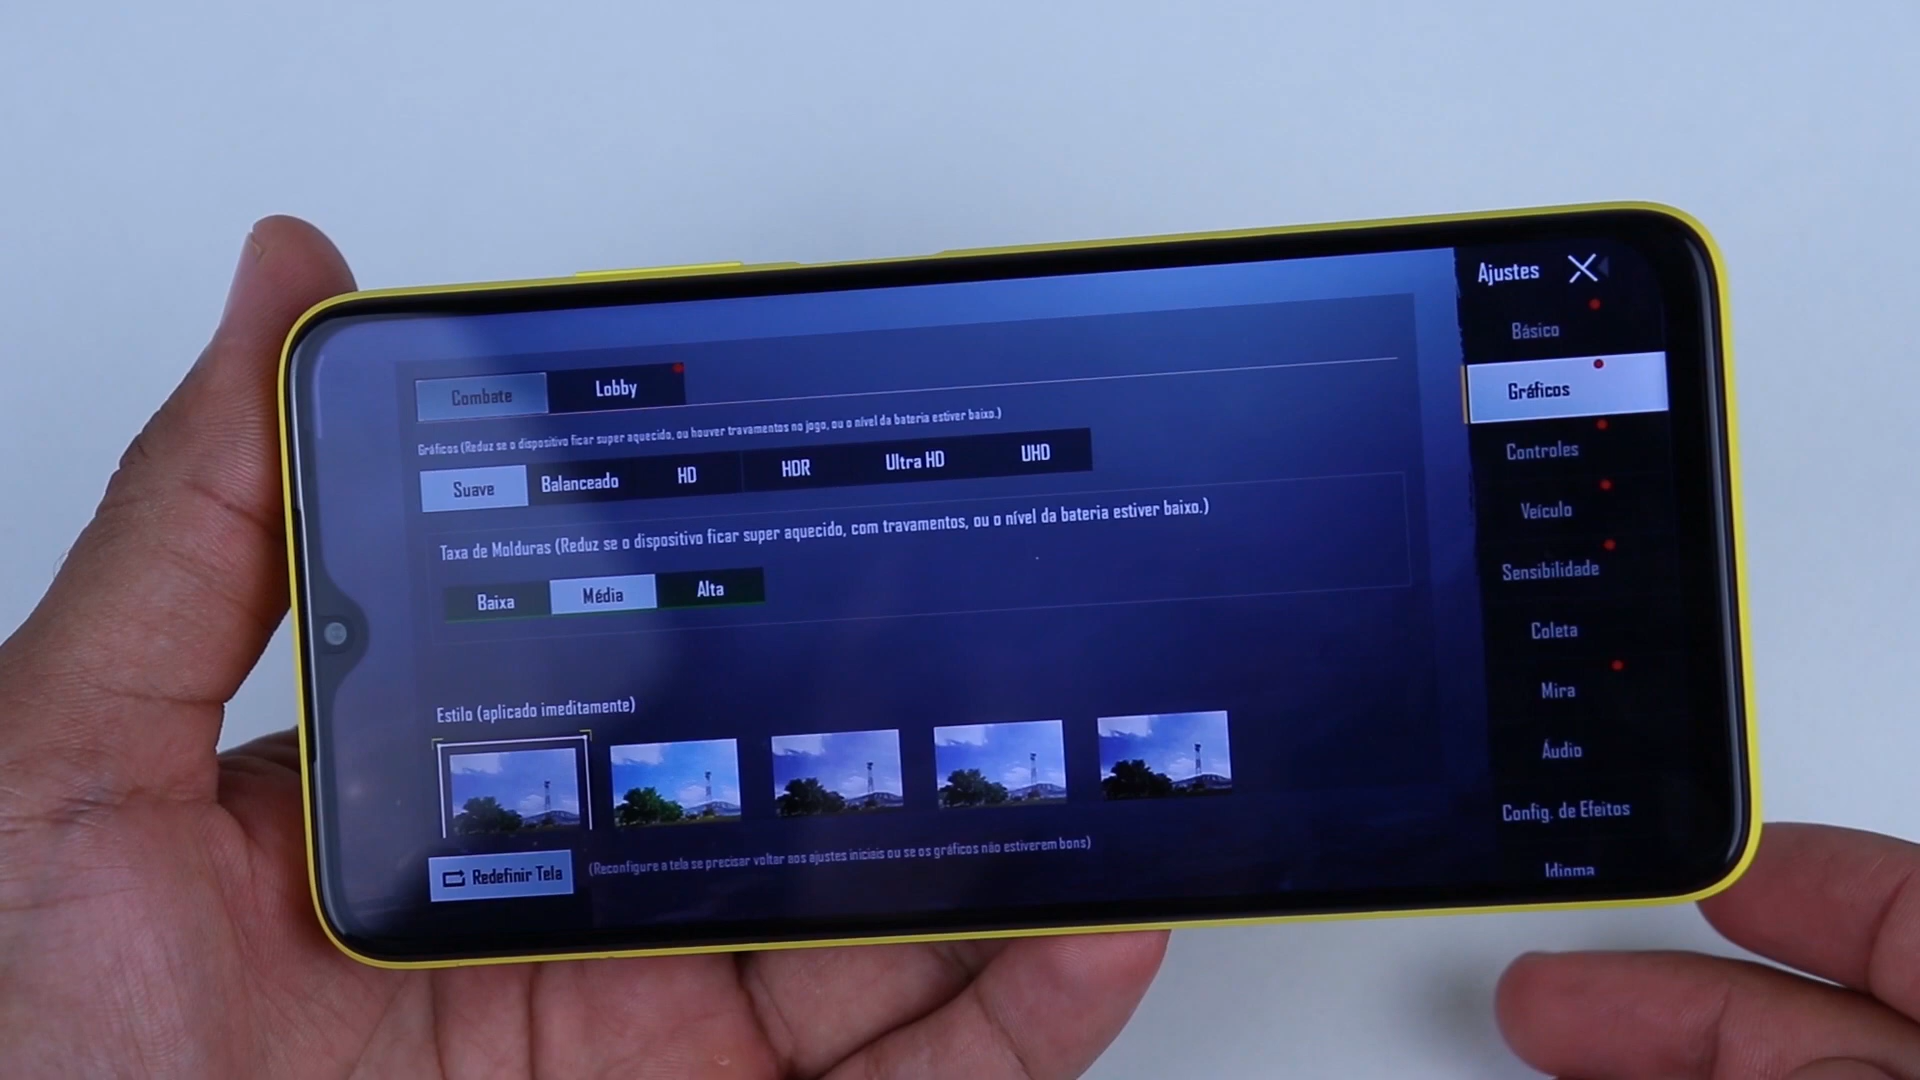 Ajustes
Combate
Lobby
Gráficos (Reduz se o dispositivo ficar super aquecido, ou houver travamentos no jogo, ou o nível da bateria estiver baixo.)
Suave
Balanceado
HD
HDR
Ultra HD
UHD
Taxa de Molduras (Reduz se o dispositivo ficar super aquecido, com travamentos, ou o nível da bateria estiver baixo.)
Baixa
Média
Alta
Estilo (aplicado imeditamente)
Redefinir Tela
(Reconfigure a tela se precisar voltar aos ajustes iniciais ou se os gráficos não estiverem bons)
Básico
Gráficos
Controles
Veículo
Sensibilidade
Coleta
Mira
Áudio
Config. de Efeitos
Idioma